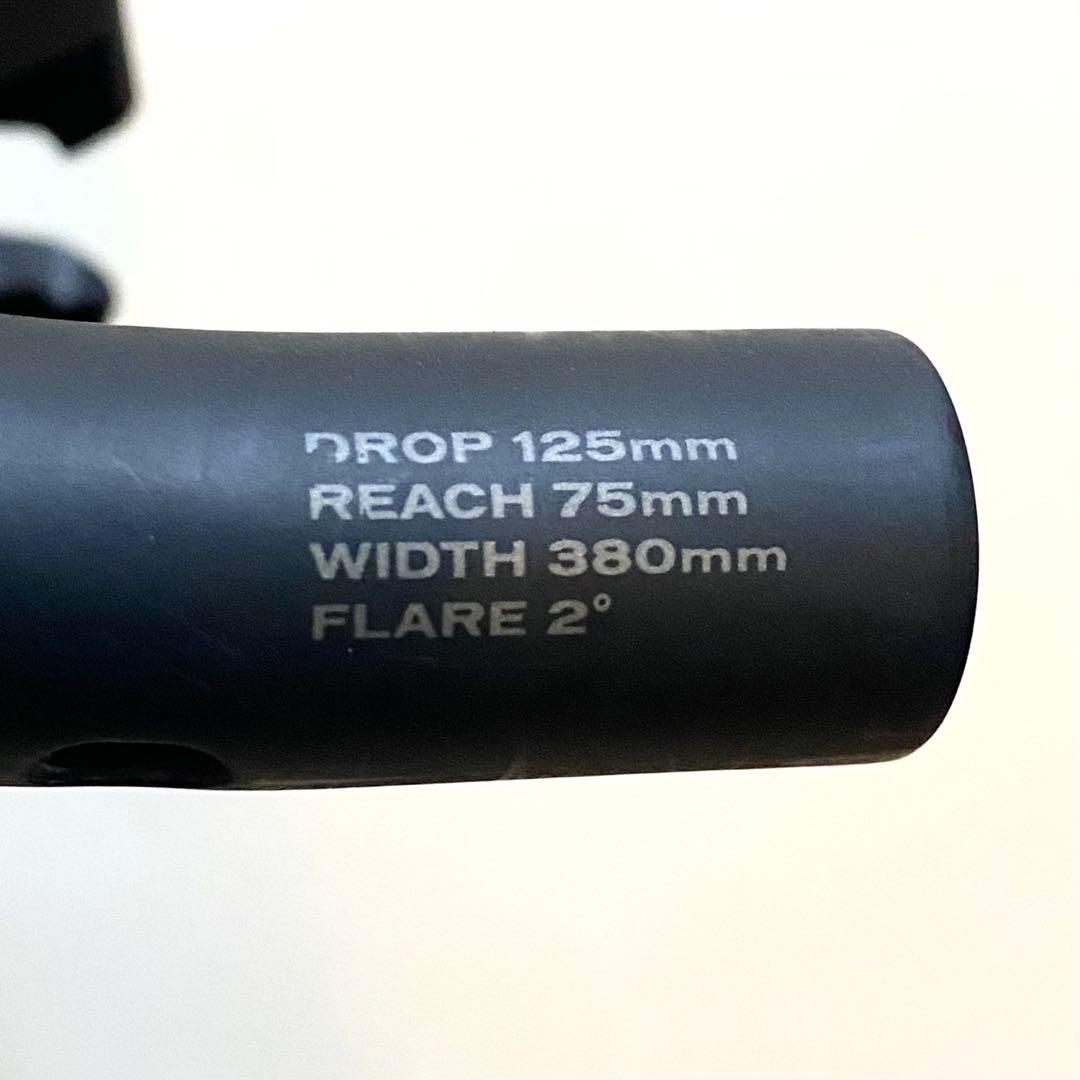 DROP 125mm
REACH 75mm
WIDTH 380mm
FLARE 2°